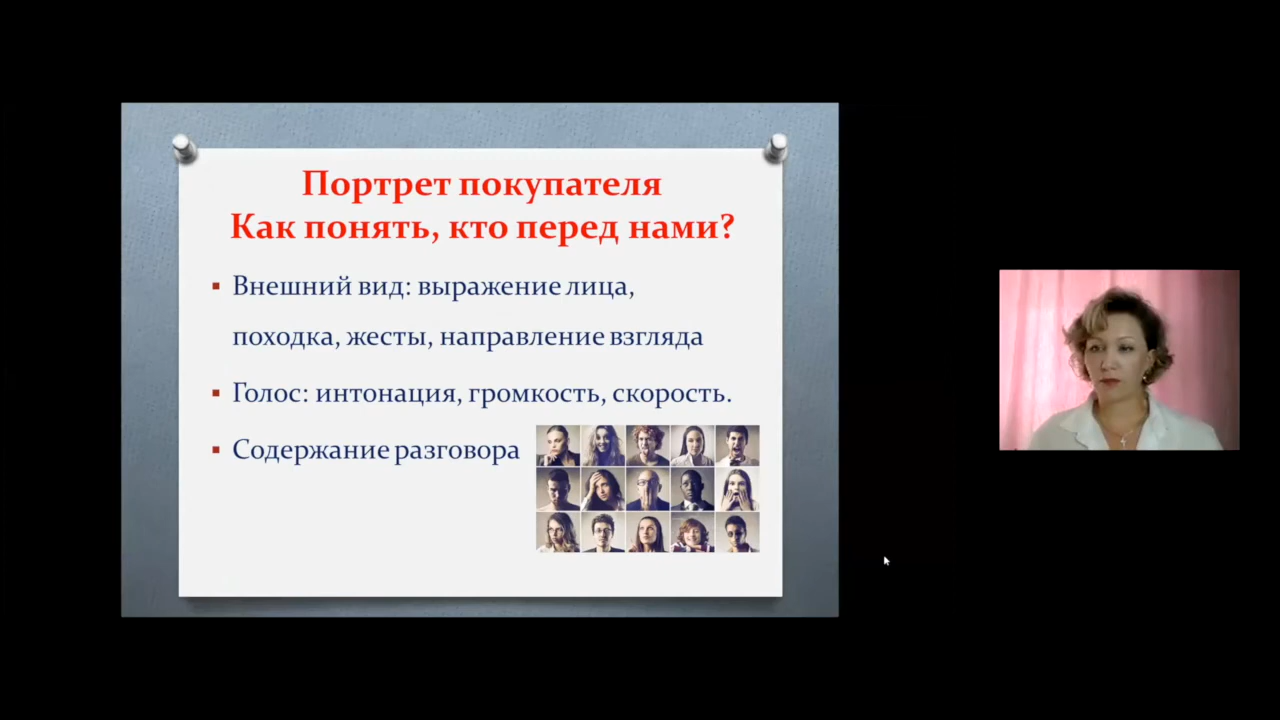 Портрет покупателя
Как понять, кто перед нами?
▪ Внешний вид: выражение лица,
походка, жесты, направление взгляда
▪ Голос: интонация, громкость, скорость.
▪ Содержание разговора